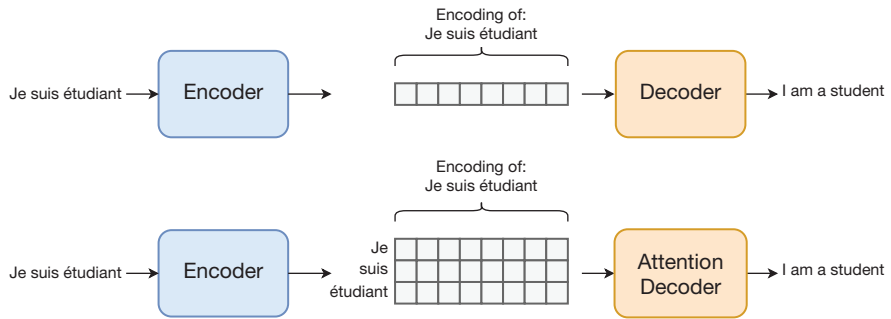 Encoding of:
Je suis étudiant
Je suis étudiant
Encoder
Decoder
I am a student
Encoding of:
Je suis étudiant
Je suis étudiant
Encoder
Je
suis
étudiant
Attention
Decoder
I am a student